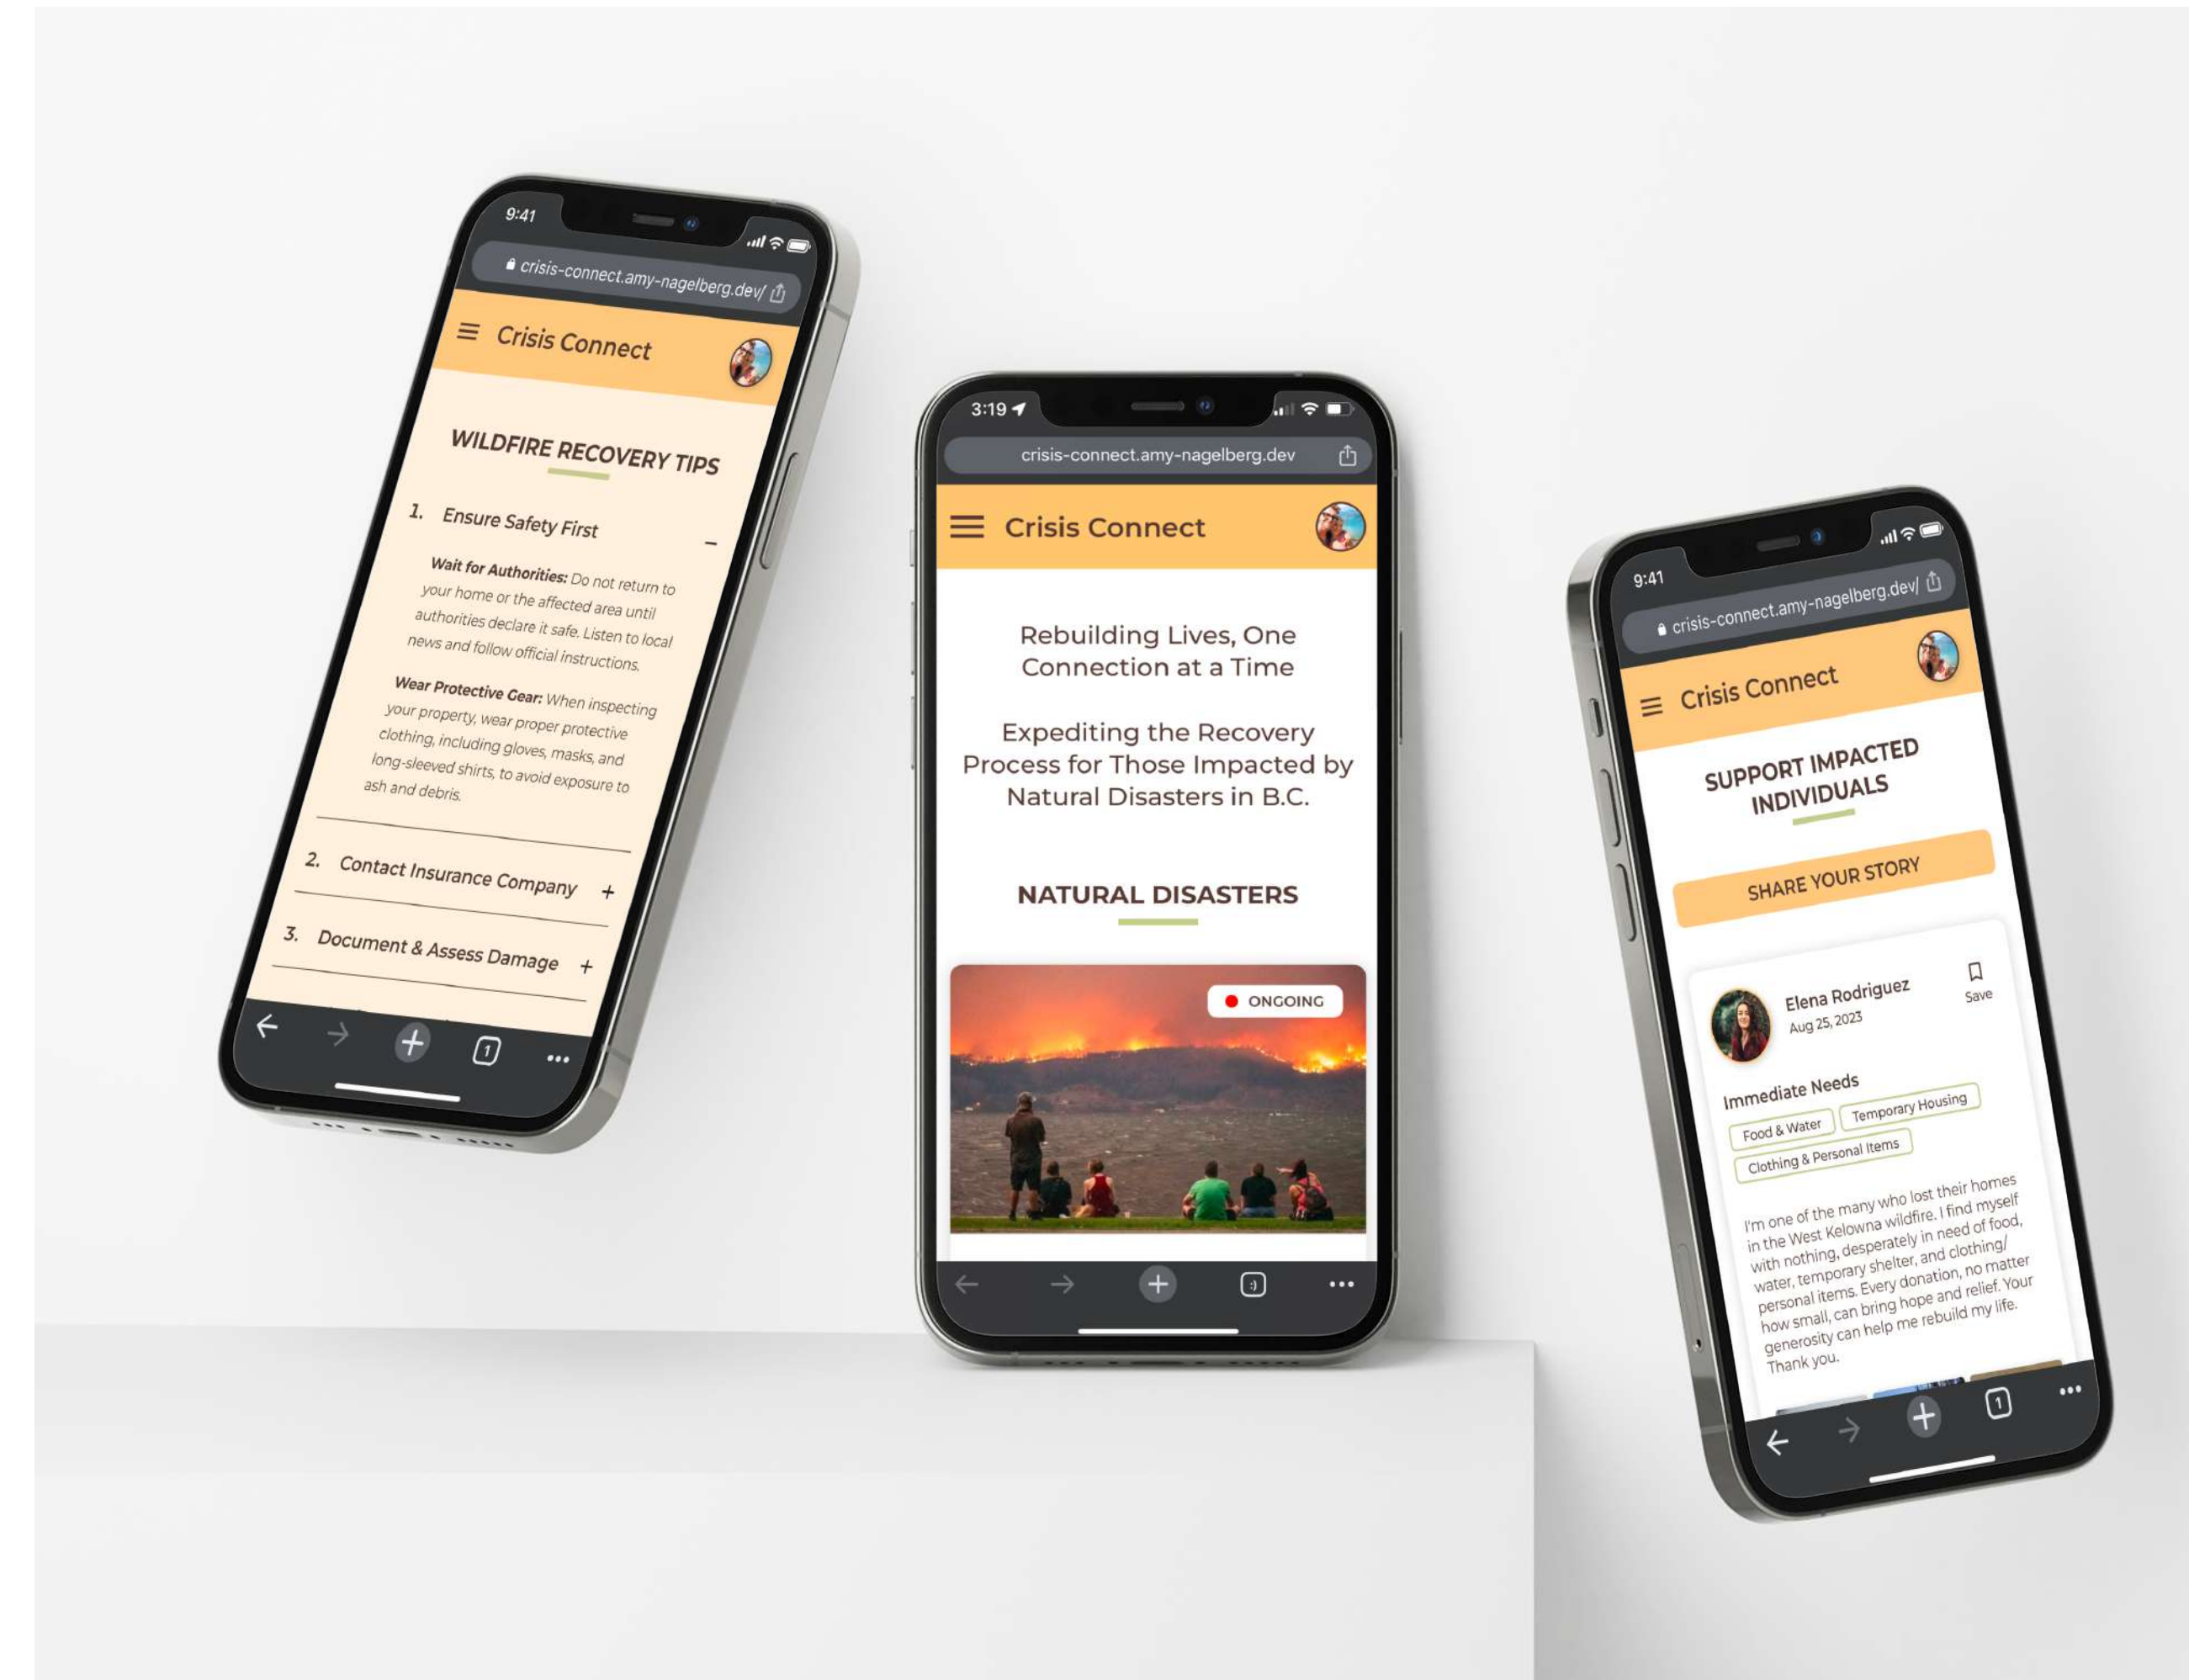 9:41
crisis-connect.amy-nagelberg.dev/
Crisis Connect
WILDFIRE RECOVERY TIPS
1. Ensure Safety First −
Wait for Authorities: Do not return to
your home or the affected area until
authorities declare it safe. Listen to local
news and follow official instructions.
Wear Protective Gear: When inspecting
your property, wear proper protective
clothing, including gloves, masks, and
long-sleeved shirts, to avoid exposure to
ash and debris.
2. Contact Insurance Company +
3. Document & Assess Damage +
1
3:19
crisis-connect.amy-nagelberg.dev
Crisis Connect
Rebuilding Lives, One
Connection at a Time
Expediting the Recovery
Process for Those Impacted by
Natural Disasters in B.C.
NATURAL DISASTERS
ONGOING
:)
9:41
crisis-connect.amy-nagelberg.dev/
Crisis Connect
SUPPORT IMPACTED
INDIVIDUALS
SHARE YOUR STORY
Elena Rodriguez
Aug 25, 2023
Save
Immediate Needs
Food & Water
Temporary Housing
Clothing & Personal Items
I'm one of the many who lost their homes
in the West Kelowna wildfire. I find myself
with nothing, desperately in need of food,
water, temporary shelter, and clothing/
personal items. Every donation, no matter
how small, can bring hope and relief. Your
generosity can help me rebuild my life.
Thank you.
1